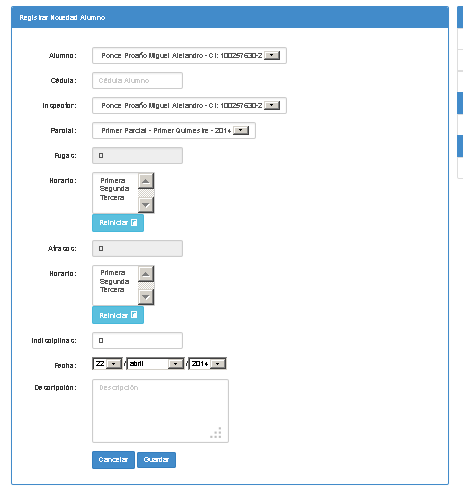 Registrar Novedad Alumno
Alumno: Ponce Proaño Miguel Alejandro - CI: 100257630-2
Cédula: Cédula Alumno
Inspector: Ponce Proaño Miguel Alejandro - CI: 100257630-2
Parcial: Primer Parcial - Primer Quimestre - 2014
Fugas: 0
Horario: Primera
Segunda
Tercera
Reiniciar
Atrasos: 0
Horario: Primera
Segunda
Tercera
Reiniciar
Indisciplinas: 0
Fecha: 22 / abril / 2014
Descripción: Descripción
Cancelar Guardar